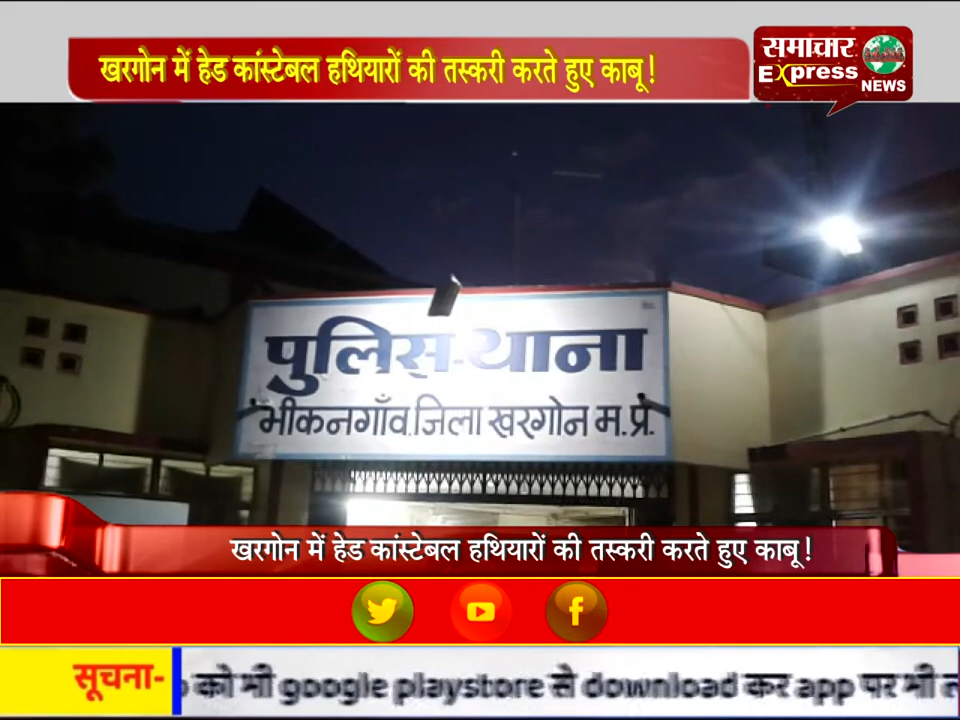 खरगोन में हेड कांस्टेबल हथियारों की तस्करी करते हुए काबू!
समाचार
Express
NEWS
पुलिस-थाना
भीकनगाँव.जिला खरगोन म.प्र.
खरगोन में हेड कांस्टेबल हथियारों की तस्करी करते हुए काबू!
सूचना- को भी google playstore से download कर app पर भी